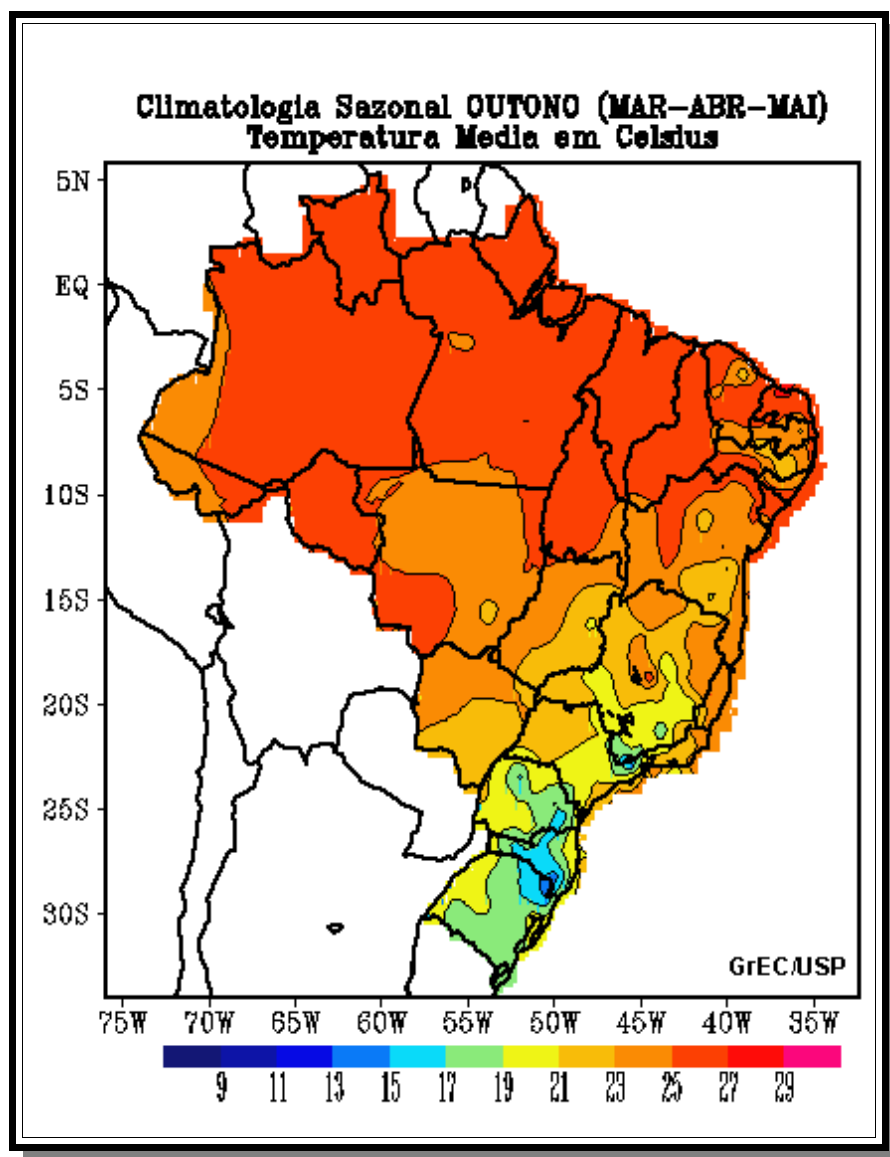 Climatologia Sazonal OUTONO (MAR-ABR-MAI)
Temperatura Media em Celsius
5N
EQ
5S
10S
15S
20S
25S
30S
GrEC/USP
75W 70W 65W 60W 55W 50W 45W 40W 35W
9 11 13 15 17 19 21 23 25 27 29